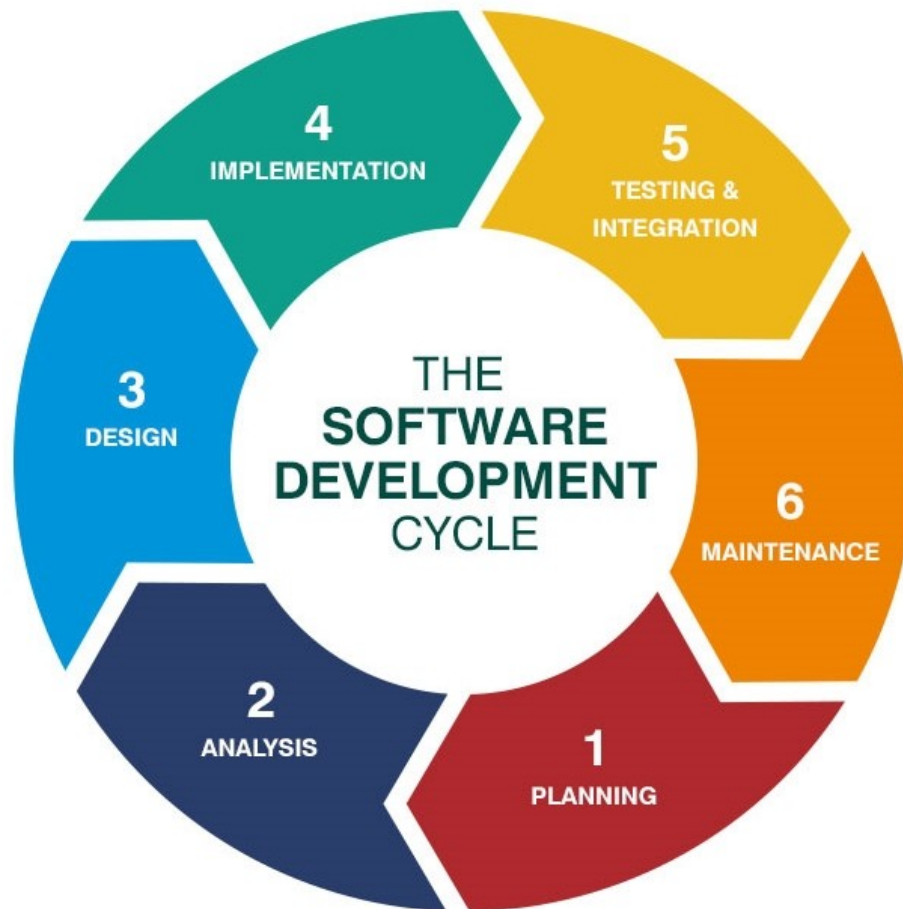 THE
SOFTWARE
DEVELOPMENT
CYCLE
1
PLANNING
2
ANALYSIS
3
DESIGN
4
IMPLEMENTATION
5
TESTING &
INTEGRATION
6
MAINTENANCE